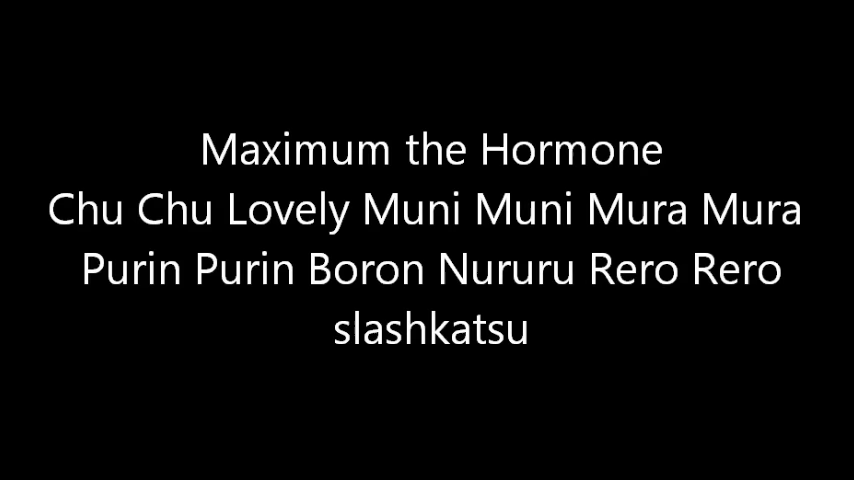 Maximum the Hormone
Chu Chu Lovely Muni Muni Mura Mura
Purin Purin Boron Nururu Rero Rero
slashkatsu